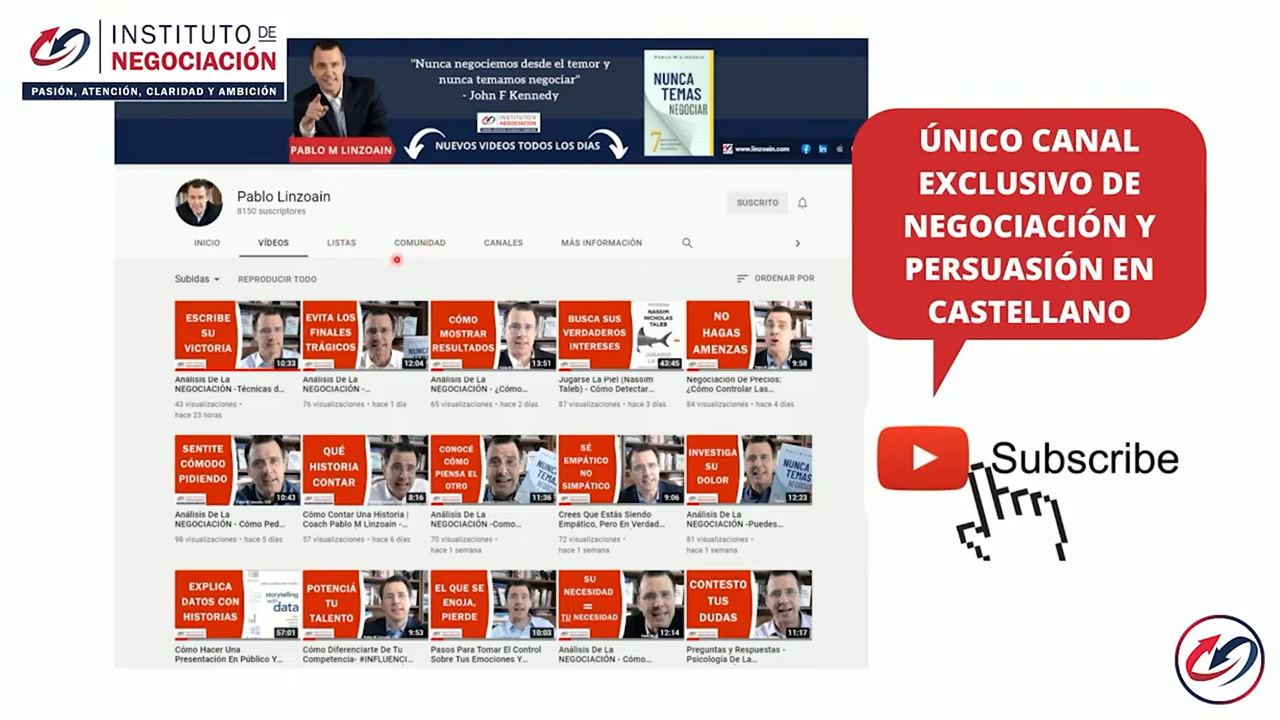 INSTITUTO DE
NEGOCIACIÓN
PASIÓN, ATENCIÓN, CLARIDAD Y AMBICIÓN
"Nunca negociemos desde el temor y
nunca temamos negociar"
- John F Kennedy
INSTITUTO DE
NEGOCIACIÓN
PABLO M LINZOAIN
NUEVOS VIDEOS TODOS LOS DIAS
PABLO M LINZOAIN
NUNCA
TEMAS
NEGOCIAR
7
www.linzoain.com
ÚNICO CANAL
EXCLUSIVO DE
NEGOCIACIÓN Y
PERSUASIÓN EN
CASTELLANO
Subscribe
Pablo Linzoain
8150 suscriptores
SUSCRITO
INICIO VÍDEOS LISTAS COMUNIDAD CANALES MÁS INFORMACIÓN
Subidas REPRODUCIR TODO ORDENAR POR
ESCRIBE
SU
VICTORIA
10:33
EVITA LOS
FINALES
TRÁGICOS
12:04
CÓMO
MOSTRAR
RESULTADOS
13:51
BUSCA SUS
VERDADEROS
INTERESES
NASSIM
NICHOLAS
TALEB
43:45
NO
HAGAS
AMENZAS
9:58
Análisis De La
NEGOCIACIÓN -Técnicas d...
43 visualizaciones •
hace 23 horas
Análisis De La
NEGOCIACIÓN -...
76 visualizaciones • hace 1 día
Análisis De La
NEGOCIACIÓN - ¿Cómo...
65 visualizaciones • hace 2 días
Jugarse La Piel (Nassim
Taleb) - Cómo Detectar...
87 visualizaciones • hace 3 días
Negociación De Precios:
¿Cómo Controlar Las...
84 visualizaciones • hace 4 días
SENTITE
CÓMODO
PIDIENDO
10:43
QUÉ
HISTORIA
CONTAR
8:16
CONOCÉ
CÓMO
PIENSA EL
OTRO
11:36
SÉ
EMPÁTICO
NO
SIMPÁTICO
9:06
INVESTIGA
SU
DOLOR
NUNCA
TEMAS
NEGOCIAR
12:23
Análisis De La
NEGOCIACIÓN - Cómo Ped...
98 visualizaciones • hace 5 días
Cómo Contar Una Historia |
Coach Pablo M Linzoain -...
57 visualizaciones • hace 6 días
Análisis De La
NEGOCIACIÓN -Como...
70 visualizaciones •
hace 1 semana
Crees Que Estás Siendo
Empático, Pero En Verdad...
72 visualizaciones •
hace 1 semana
Análisis De La
NEGOCIACIÓN -Puedes...
81 visualizaciones •
hace 1 semana
EXPLICA
DATOS CON
HISTORIAS
storytelling
with
data
57:01
POTENCIÁ
TU
TALENTO
9:53
EL QUE SE
ENOJA,
PIERDE
10:03
SU
NECESIDAD
=
TU NECESIDAD
12:14
CONTESTO
TUS
DUDAS
11:17
Cómo Hacer Una
Presentación En Público Y...
Cómo Diferenciarte De Tu
Competencia- #INFLUENCI...
Pasos Para Tomar El Control
Sobre Tus Emociones Y...
Análisis De La
NEGOCIACIÓN - Cómo...
Preguntas y Respuestas -
Psicología De La...